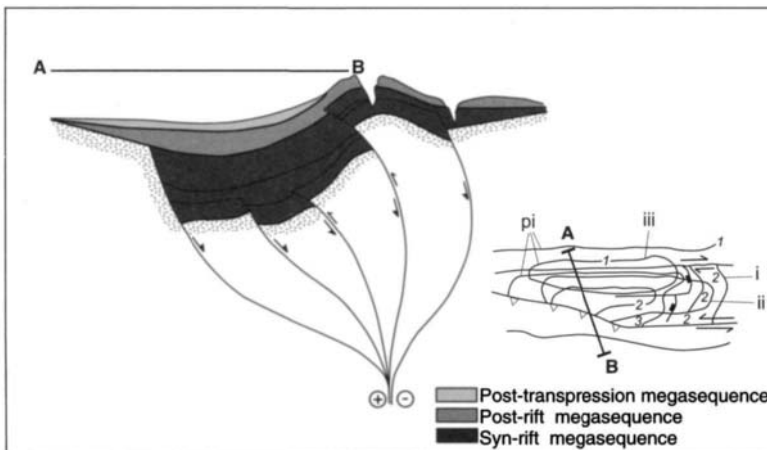 A B
pi iii
A
1 1
i
2
ii
2 2
3 2
B
+ -
Post-transpression megasequence
Post-rift megasequence
Syn-rift megasequence